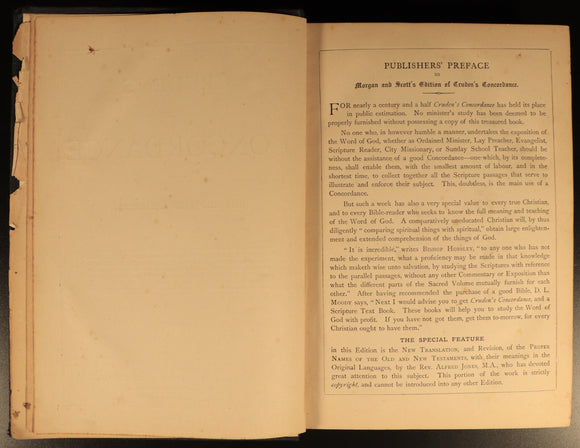 PUBLISHERS' PREFACE
TO
Morgan and Scott's Edition of Cruden's Concordance.
FOR nearly a century and a half Cruden's Concordance has held its place
in public estimation. No minister's study has been deemed to be
properly furnished without possessing a copy of this treasured book.
No one who, in however humble a manner, undertakes the exposition of
the Word of God, whether as Ordained Minister, Lay Preacher, Evangelist,
Scripture Reader, City Missionary, or Sunday School Teacher, should be
without the assistance of a good Concordance—one which, by its complete-
ness, shall enable them, with the smallest amount of labour, and in the
shortest time, to collect together all the Scripture passages that serve to
illustrate and enforce their subject. This, doubtless, is the main use of a
Concordance.
But such a work has also a very special value to every true Christian,
and to every Bible-reader who seeks to know the full meaning and teaching
of the Word of God. A comparatively uneducated Christian will, by thus
diligently "comparing spiritual things with spiritual," obtain large enlighten-
ment and extended comprehension of the things of God.
"It is incredible," writes BISHOP HORSLEY, "to any one who has not
made the experiment, what a proficiency may be made in that knowledge
which maketh wise unto salvation, by studying the Scriptures with reference
to the parallel passages, without any other Commentary or Exposition than
what the different parts of the Sacred Volume mutually furnish for each
other." After having recommended the purchase of a good Bible, D. L.
MOODY says, "Next I would advise you to get Cruden's Concordance, and a
Scripture Text Book. These books will help you to study the Word of
God with profit. If you have not got them, get them to-morrow, for every
Christian ought to have them."
THE SPECIAL FEATURE
in this Edition is the NEW TRANSLATION, and Revision, of the PROPER
NAMES OF THE OLD AND NEW TESTAMENTS, with their meanings in the
Original Languages, by the REV. ALFRED JONES, M.A., who has devoted
great attention to this subject. This portion of the work is strictly
copyright, and cannot be introduced into any other Edition.